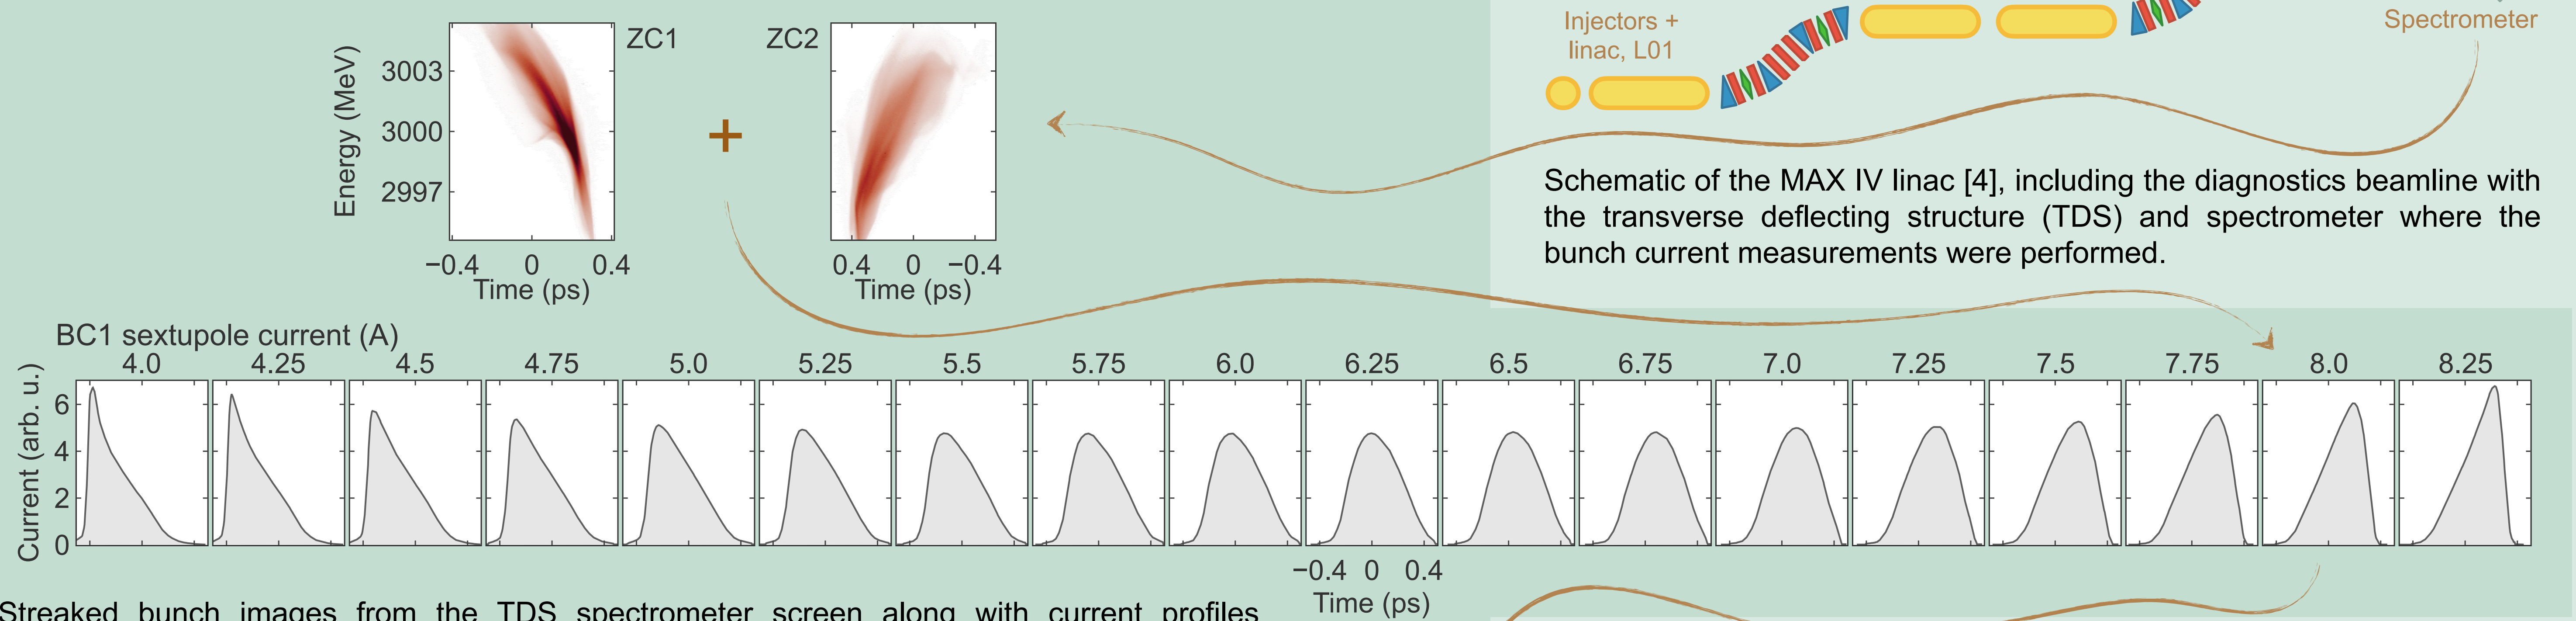 ZC1
ZC2
Energy (MeV)
3003
3000
2997
+
−0.4 0 0.4
Time (ps)
0.4 0 −0.4
Time (ps)
Injectors +
linac, L01
Spectrometer
Schematic of the MAX IV linac [4], including the diagnostics beamline with
the transverse deflecting structure (TDS) and spectrometer where the
bunch current measurements were performed.
BC1 sextupole current (A)
4.0 4.25 4.5 4.75 5.0 5.25 5.5 5.75 6.0 6.25 6.5 6.75 7.0 7.25 7.5 7.75 8.0 8.25
Current (arb. u.)
6
4
2
0
−0.4 0 0.4
Time (ps)
Streaked bunch images from the TDS spectrometer screen along with current profiles